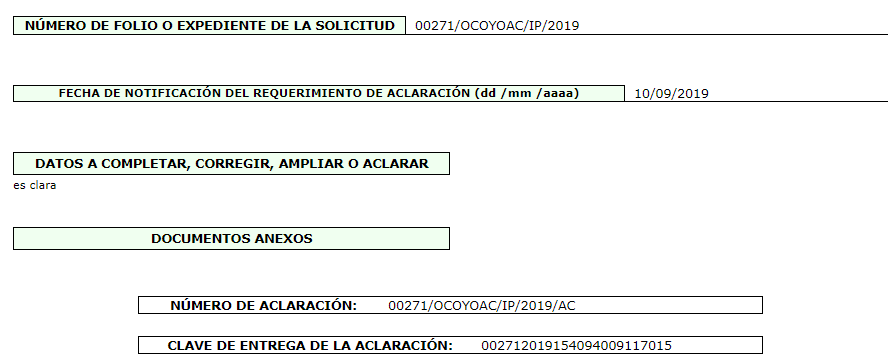 NÚMERO DE FOLIO O EXPEDIENTE DE LA SOLICITUD 00271/OCOYOAC/IP/2019
FECHA DE NOTIFICACIÓN DEL REQUERIMIENTO DE ACLARACIÓN (dd /mm /aaaa) 10/09/2019
DATOS A COMPLETAR, CORREGIR, AMPLIAR O ACLARAR
es clara
DOCUMENTOS ANEXOS
NÚMERO DE ACLARACIÓN: 00271/OCOYOAC/IP/2019/AC
CLAVE DE ENTREGA DE LA ACLARACIÓN: 002712019154094009117015